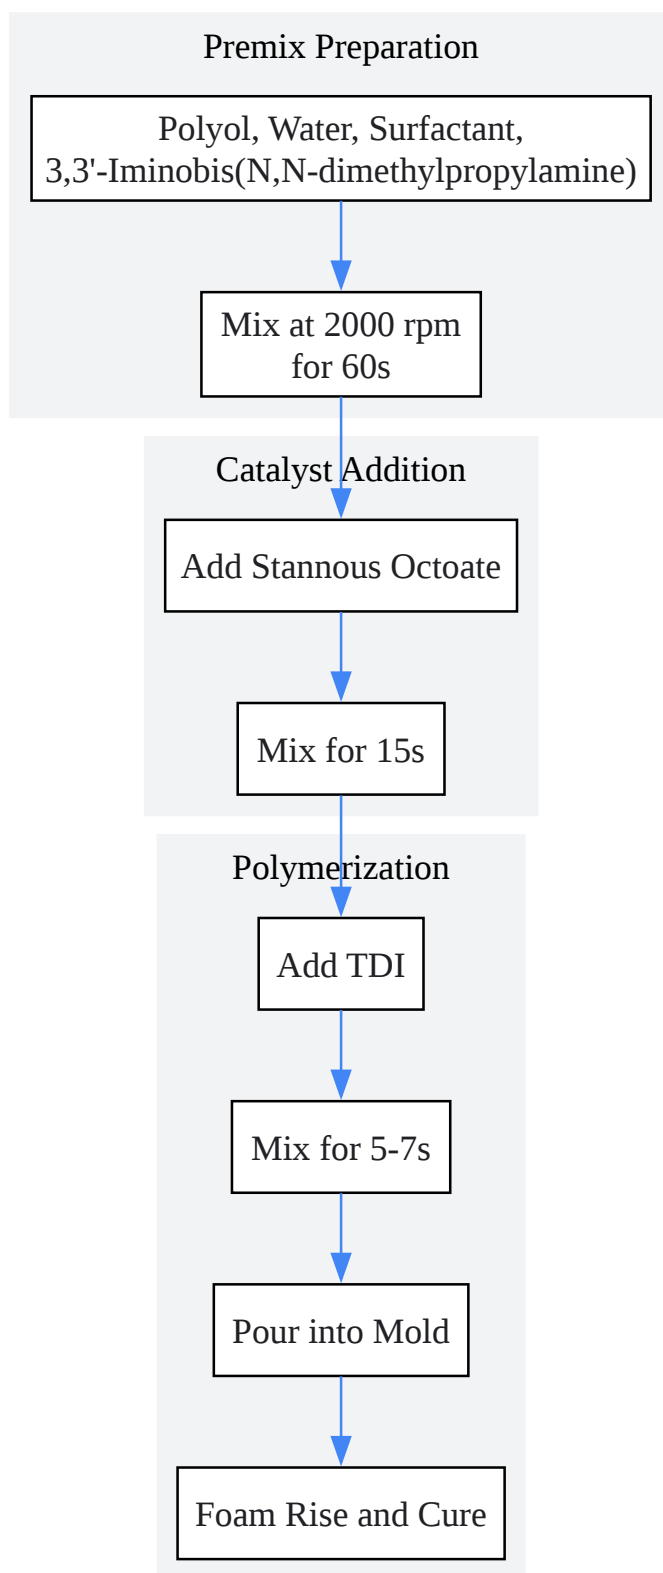 Premix Preparation
Polyol, Water, Surfactant,
3,3'-Iminobis(N,N-dimethylpropylamine)
Mix at 2000 rpm
for 60s
Catalyst Addition
Add Stannous Octoate
Mix for 15s
Polymerization
Add TDI
Mix for 5-7s
Pour into Mold
Foam Rise and Cure